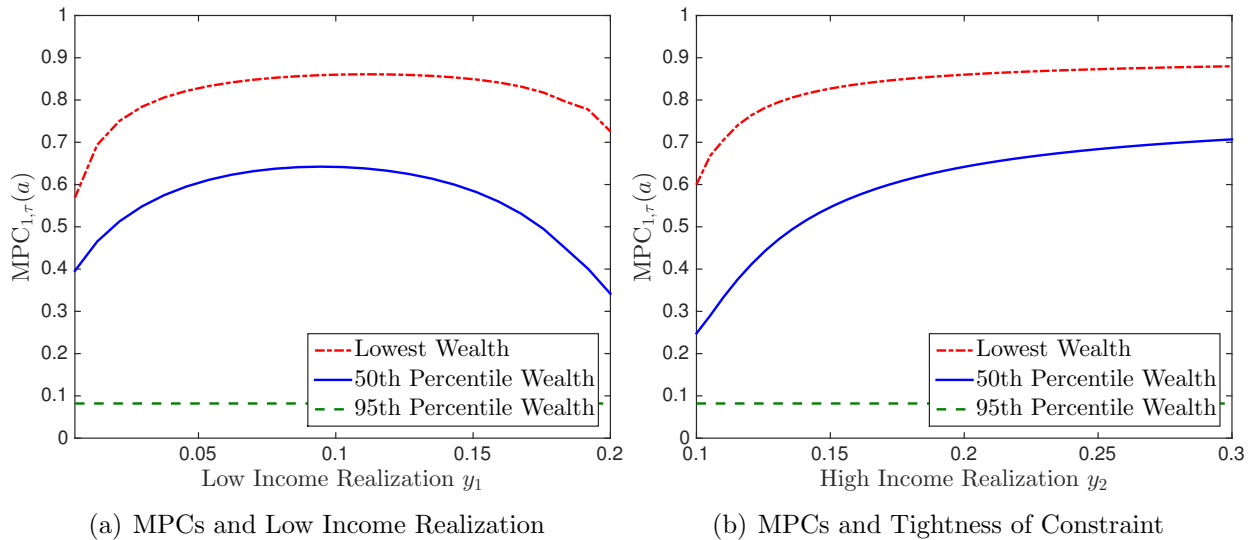 1
0.9
0.8
0.7
0.6
0.5
0.4
0.3
0.2
0.1
0
MPC1,τ(a)
Lowest Wealth
50th Percentile Wealth
95th Percentile Wealth
0.05 0.1 0.15 0.2
Low Income Realization y1
(a) MPCs and Low Income Realization
1
0.9
0.8
0.7
0.6
0.5
0.4
0.3
0.2
0.1
0
MPC1,τ(a)
Lowest Wealth
50th Percentile Wealth
95th Percentile Wealth
0.1 0.15 0.2 0.25 0.3
High Income Realization y2
(b) MPCs and Tightness of Constraint